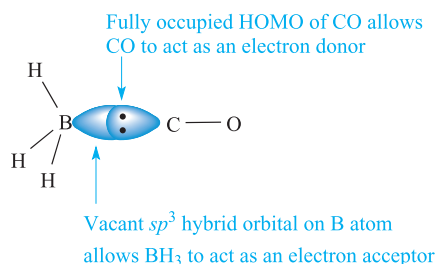 Fully occupied HOMO of CO allows
CO to act as an electron donor
H
B
C — O
H
H
Vacant sp³ hybrid orbital on B atom
allows BH₃ to act as an electron acceptor